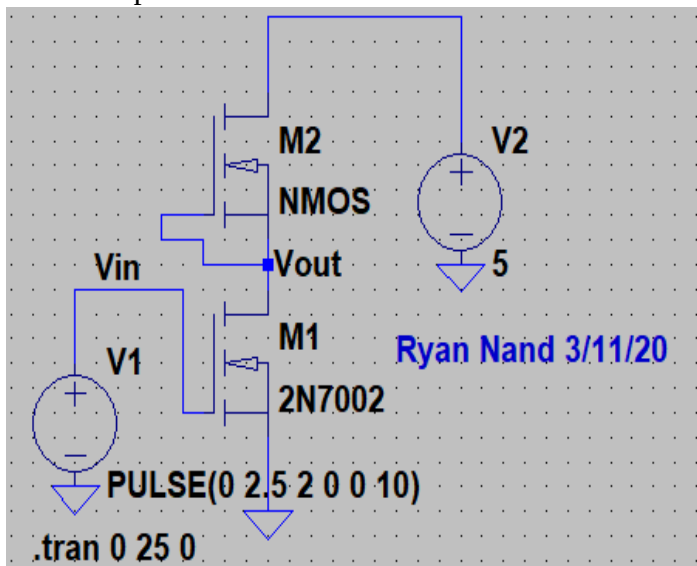 M2
V2
NMOS
Vin
Vout
5
M1
Ryan Nand 3/11/20
V1
2N7002
PULSE(0 2.5 2 0 0 10)
.tran 0 25 0